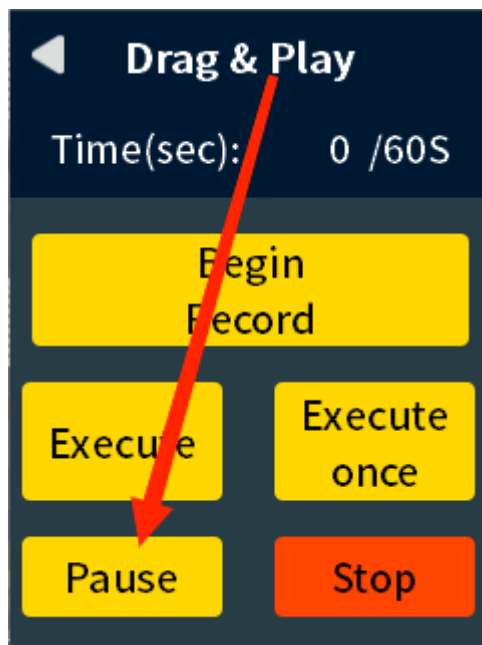 Drag & Play
Time(sec): 0 /60S
Begin
Record
Execute
Execute
once
Pause
Stop